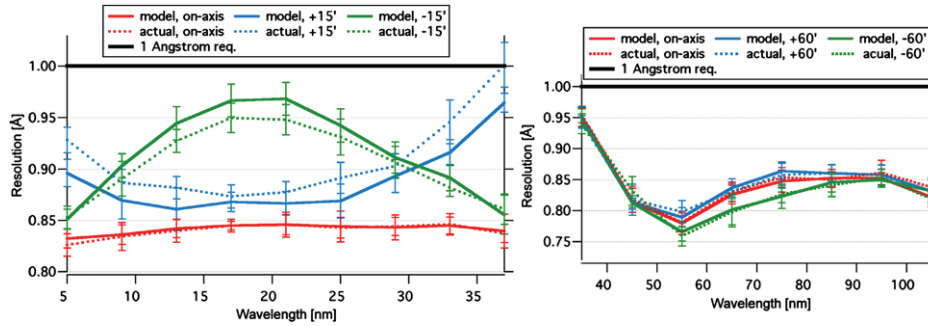 model, on-axis model, +15' model, -15'
actual, on-axis actual, +15' actual, -15'
1 Angstrom req.
1.00
0.95
0.90
0.85
0.80
Resolution [Å]
5 10 15 20 25 30 35
Wavelength [nm]
model, on-axis model, +60' model, -60'
actual, on-axis actual, +60' acual, -60'
1 Angstrom req.
1.00
0.95
0.90
0.85
0.80
0.75
Resolution [Å]
40 50 60 70 80 90 100
Wavelength [nm]